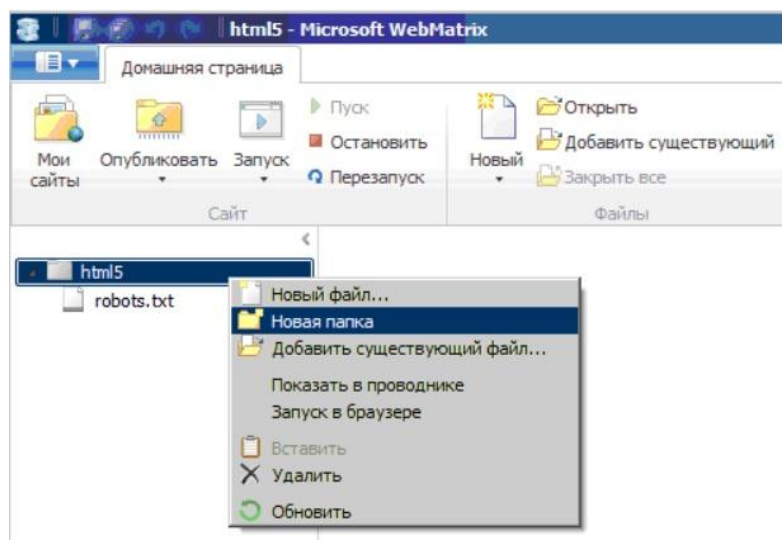 html5 - Microsoft WebMatrix
Домашняя страница
Мои сайты
Опубликовать
Запуск
Пуск
Остановить
Перезапуск
Сайт
Новый
Открыть
Добавить существующий
Закрыть все
Файлы
html5
robots.txt
Новый файл...
Новая папка
Добавить существующий файл...
Показать в проводнике
Запуск в браузере
Вставить
Удалить
Обновить